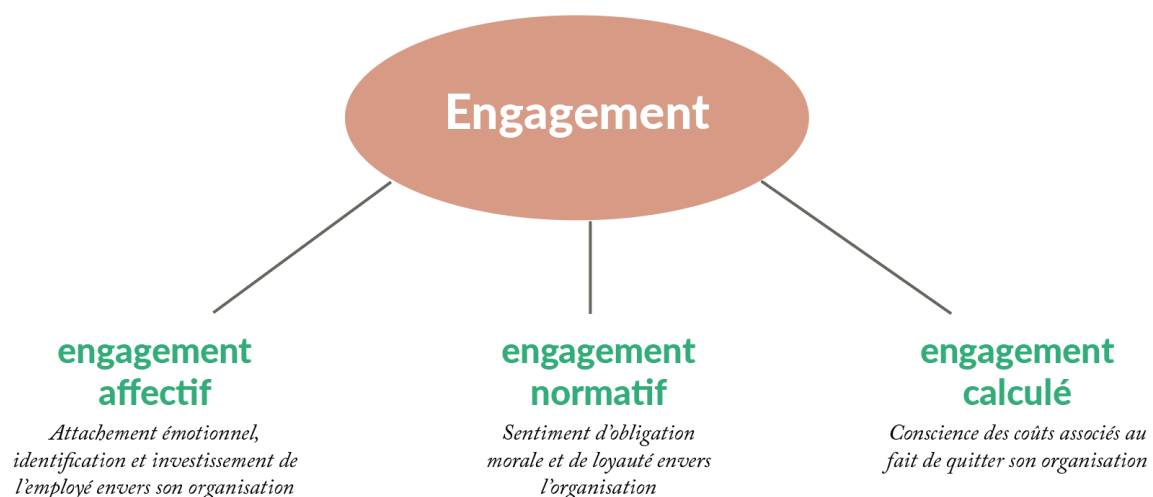 Engagement
engagement
affectif
Attachement émotionnel,
identification et investissement de
l'employé envers son organisation
engagement
normatif
Sentiment d'obligation
morale et de loyauté envers
l'organisation
engagement
calculé
Conscience des coûts associés au
fait de quitter son organisation